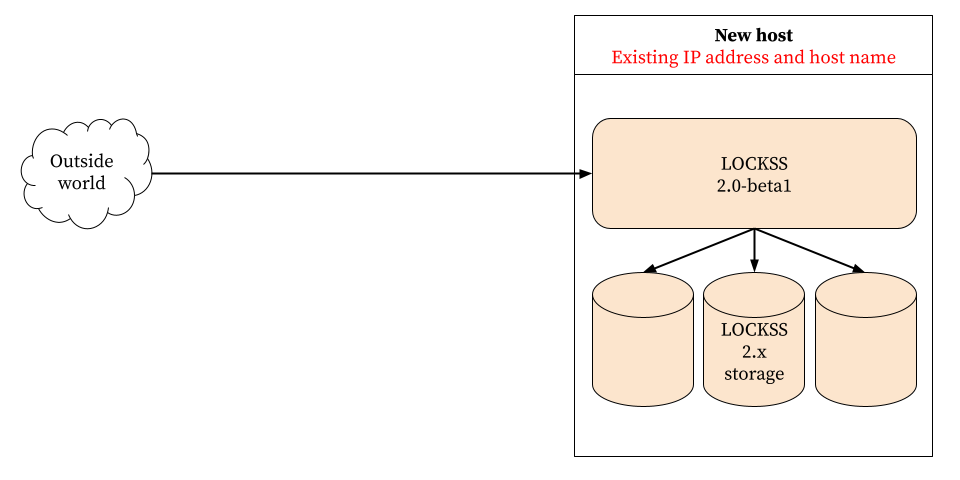 New host
Existing IP address and host name
Outside
world
LOCKSS
2.0-beta1
LOCKSS
2.x
storage